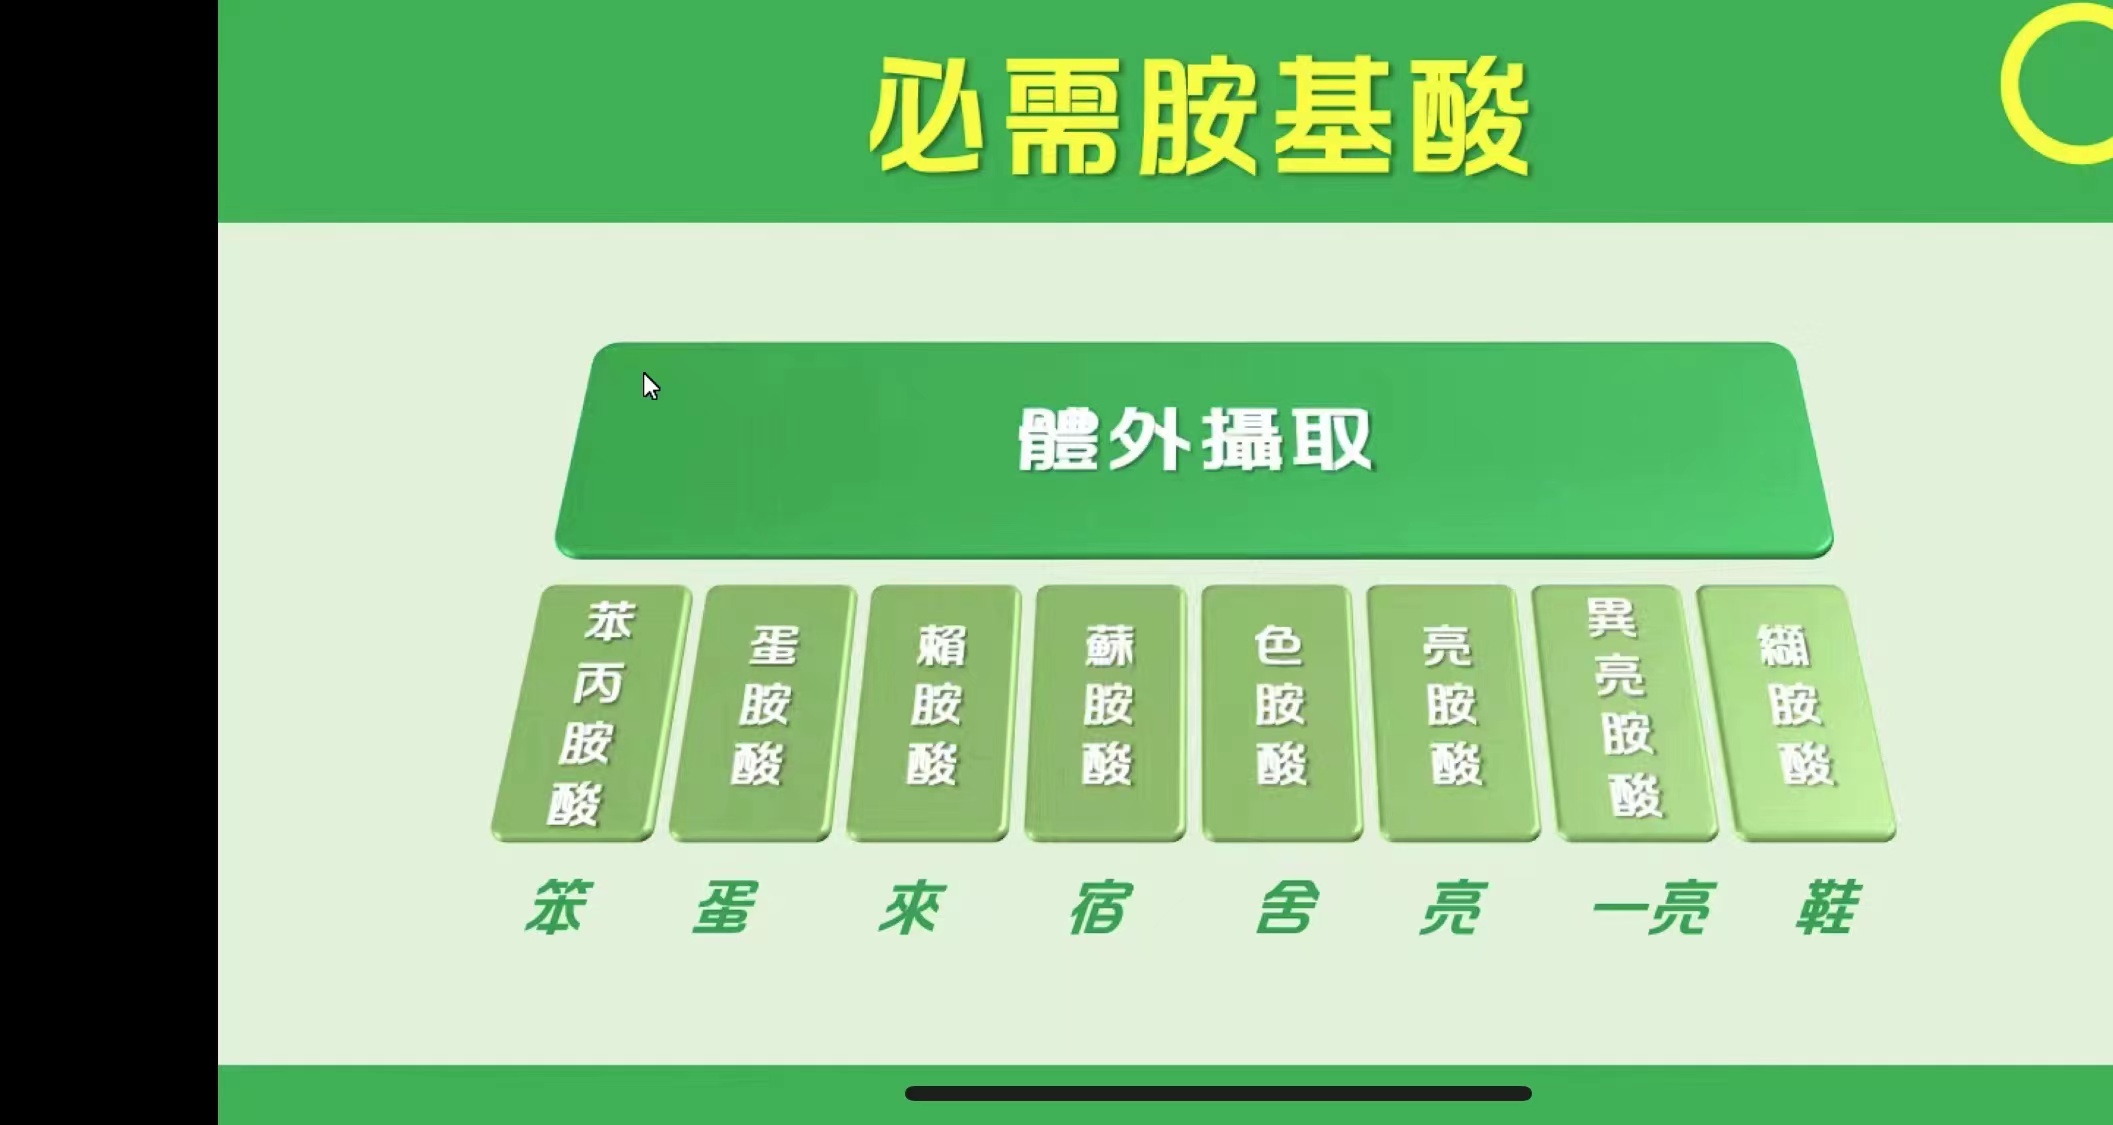 必需胺基酸
體外攝取
苯丙胺酸
蛋胺酸
賴胺酸
蘇胺酸
色胺酸
亮胺酸
異亮胺酸
纈胺酸
笨 蛋 來 宿 舍 亮 一亮 鞋